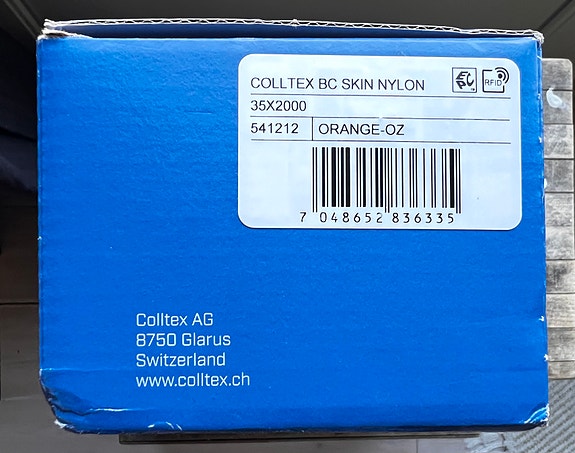 COLLTEX BC SKIN NYLON
EPC RFID
35X2000
541212 ORANGE-OZ
7 048652 836335
Colltex AG
8750 Glarus
Switzerland
www.colltex.ch